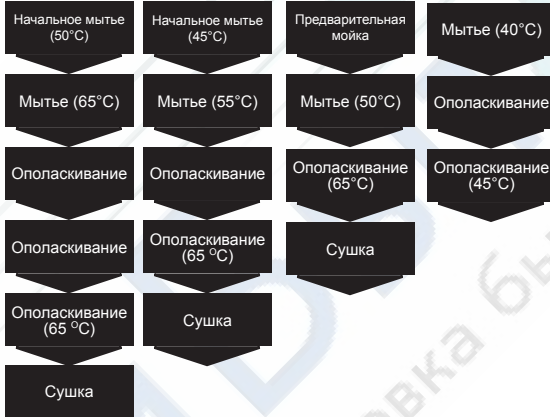 Начальное мытье
(50°C)
Мытье (65°C)
Ополаскивание
Ополаскивание
Ополаскивание
(65 °C)
Сушка
Начальное мытье
(45°C)
Мытье (55°C)
Ополаскивание
Ополаскивание
(65 °C)
Сушка
Предварительная
мойка
Мытье (50°C)
Ополаскивание
(65°C)
Сушка
Мытье (40°C)
Ополаскивание
Ополаскивание
(45°C)